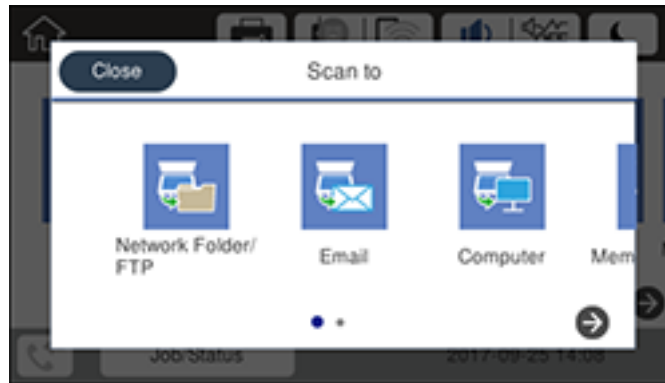 Close
Scan to
Network Folder/
FTP
Email
Computer
Mem
Job/Status
2017-09-25 14:08